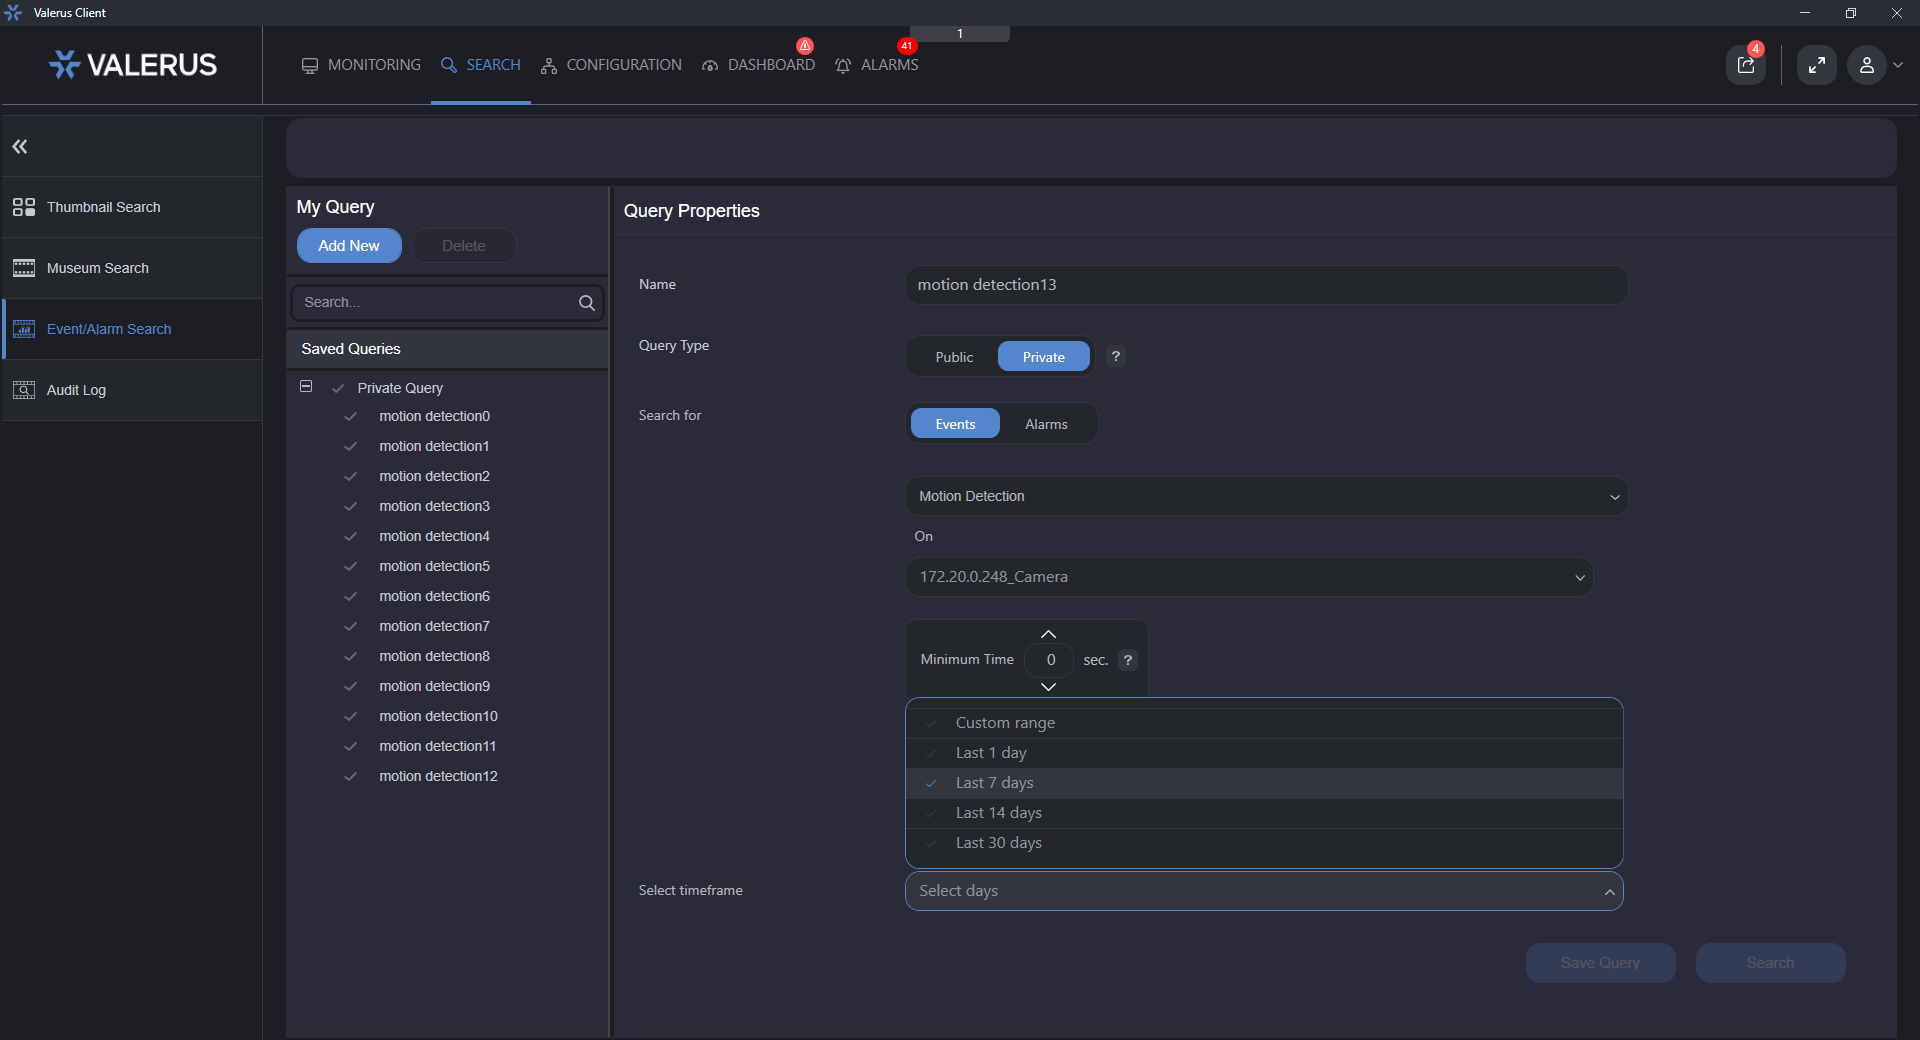 Valerus Client
1
VALERUS
MONITORING
SEARCH
CONFIGURATION
DASHBOARD
41
ALARMS
4
Thumbnail Search
Museum Search
Event/Alarm Search
Audit Log
My Query
Add New
Delete
Search...
Saved Queries
Private Query
motion detection0
motion detection1
motion detection2
motion detection3
motion detection4
motion detection5
motion detection6
motion detection7
motion detection8
motion detection9
motion detection10
motion detection11
motion detection12
Query Properties
Name
motion detection13
Query Type
Public
Private
?
Search for
Events
Alarms
Motion Detection
On
172.20.0.248_Camera
Minimum Time
0
sec.
?
Custom range
Last 1 day
Last 7 days
Last 14 days
Last 30 days
Select timeframe
Select days
Save Query
Search